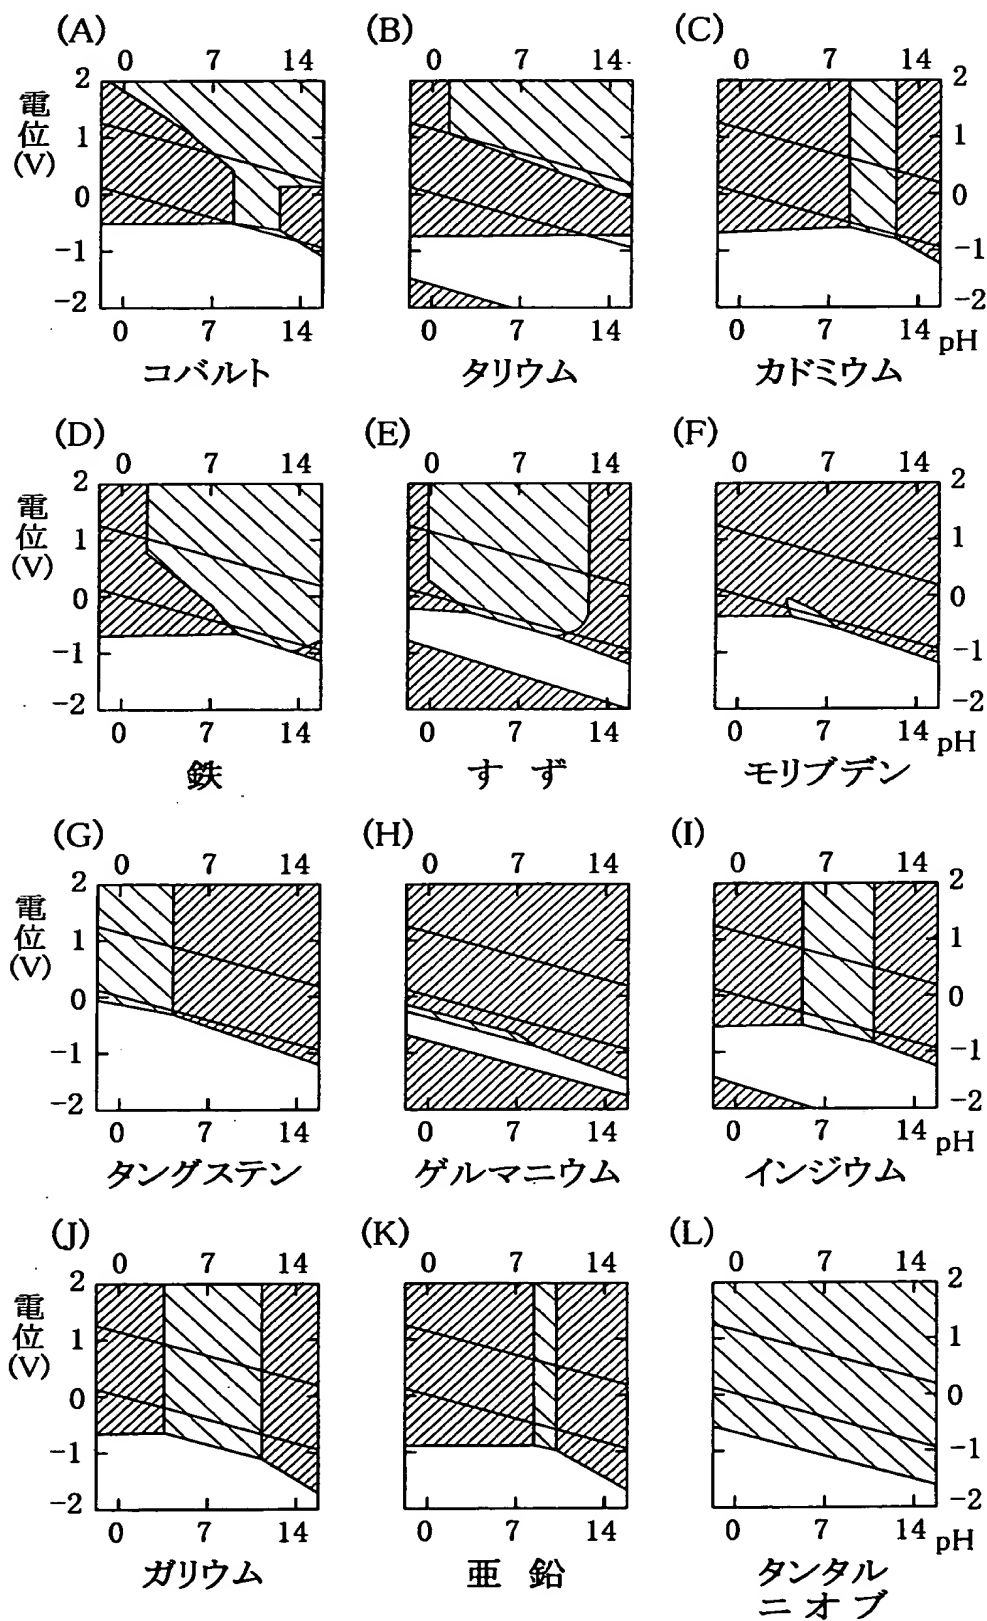 (A) (B) (C)
0 7 14 0 7 14 0 7 14
電位(V) 2 1 0 −1 −2 2 1 0 −1 −2
0 7 14 0 7 14 0 7 14 pH
コバルト タリウム カドミウム
(D) (E) (F)
0 7 14 0 7 14 0 7 14
電位(V) 2 1 0 −1 −2 2 1 0 −1 −2
0 7 14 0 7 14 0 7 14 pH
鉄 すず モリブデン
(G) (H) (I)
0 7 14 0 7 14 0 7 14
電位(V) 2 1 0 −1 −2 2 1 0 −1 −2
0 7 14 0 7 14 0 7 14 pH
タングステン ゲルマニウム インジウム
(J) (K) (L)
0 7 14 0 7 14 0 7 14
電位(V) 2 1 0 −1 −2 2 1 0 −1 −2
0 7 14 0 7 14 0 7 14 pH
ガリウム 亜鉛 タンタル
ニオブ